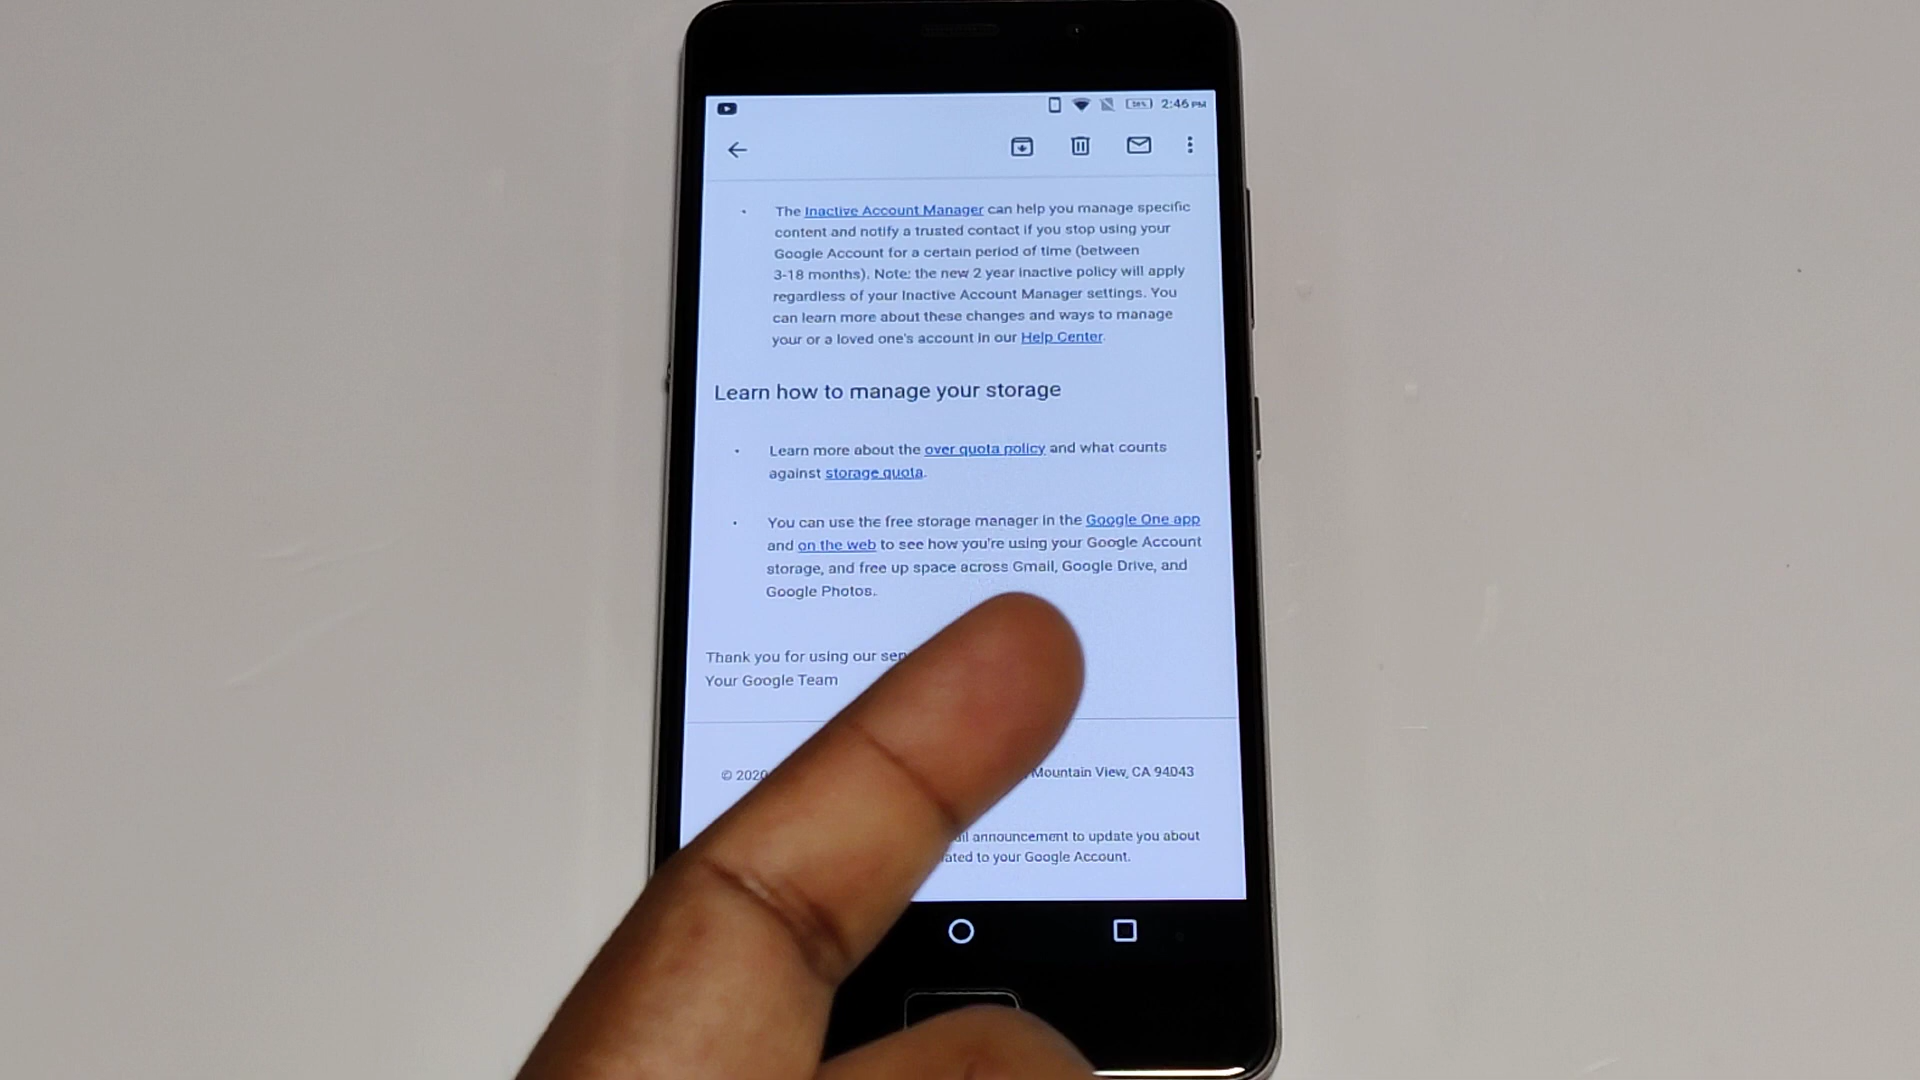 2:46 PM
The Inactive Account Manager can help you manage specific
content and notify a trusted contact if you stop using your
Google Account for a certain period of time (between
3-18 months). Note: the new 2 year inactive policy will apply
regardless of your Inactive Account Manager settings. You
can learn more about these changes and ways to manage
your or a loved one's account in our Help Center.
Learn how to manage your storage
Learn more about the over quota policy and what counts
against storage quota.
You can use the free storage manager in the Google One app
and on the web to see how you're using your Google Account
storage, and free up space across Gmail, Google Drive, and
Google Photos.
Thank you for using our
Your Google Team
© 2020 Mountain View, CA 94043
announcement to update you about
to your Google Account.